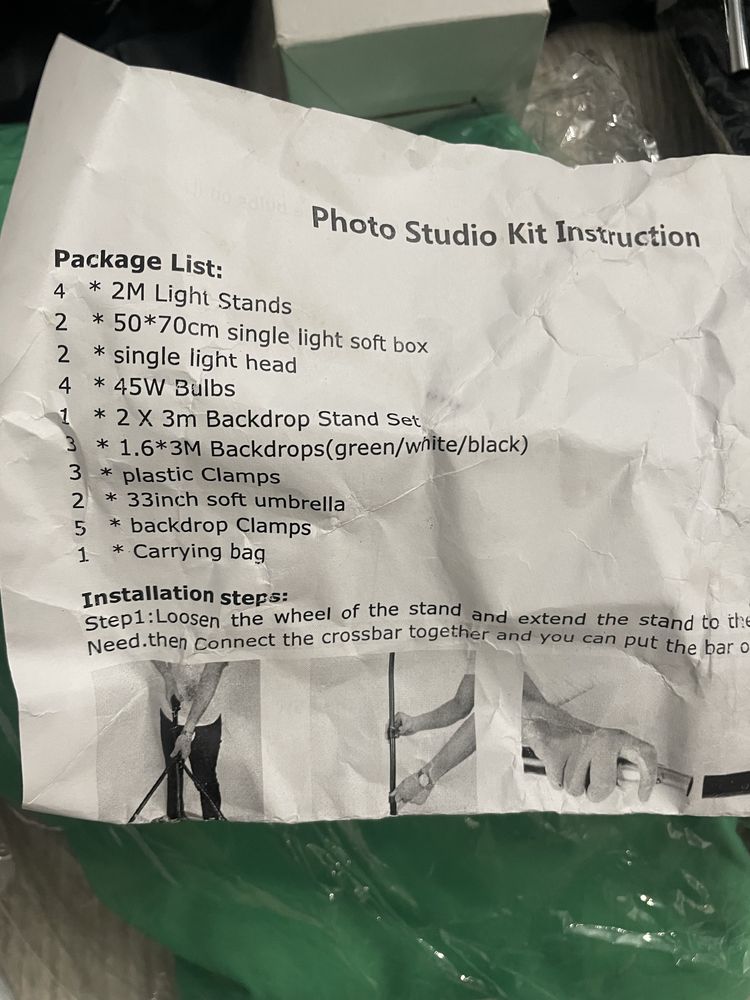 Photo Studio Kit Instruction
Package List:
4 * 2M Light Stands
2 * 50*70cm single light soft box
2 * single light head
4 * 45W Bulbs
1 * 2 X 3m Backdrop Stand Set
3 * 1.6*3M Backdrops(green/white/black)
3 * plastic Clamps
2 * 33inch soft umbrella
5 * backdrop Clamps
1 * Carrying bag
Installation steps:
Step1:Loosen the wheel of the stand and extend the stand to the
Need.then Connect the crossbar together and you can put the bar